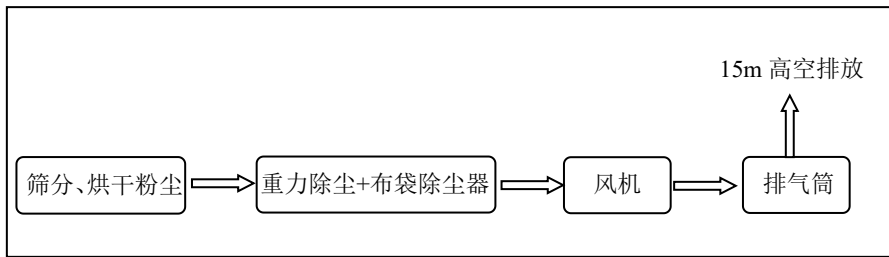 15m 高空排放
筛分、烘干粉尘
重力除尘+布袋除尘器
风机
排气筒